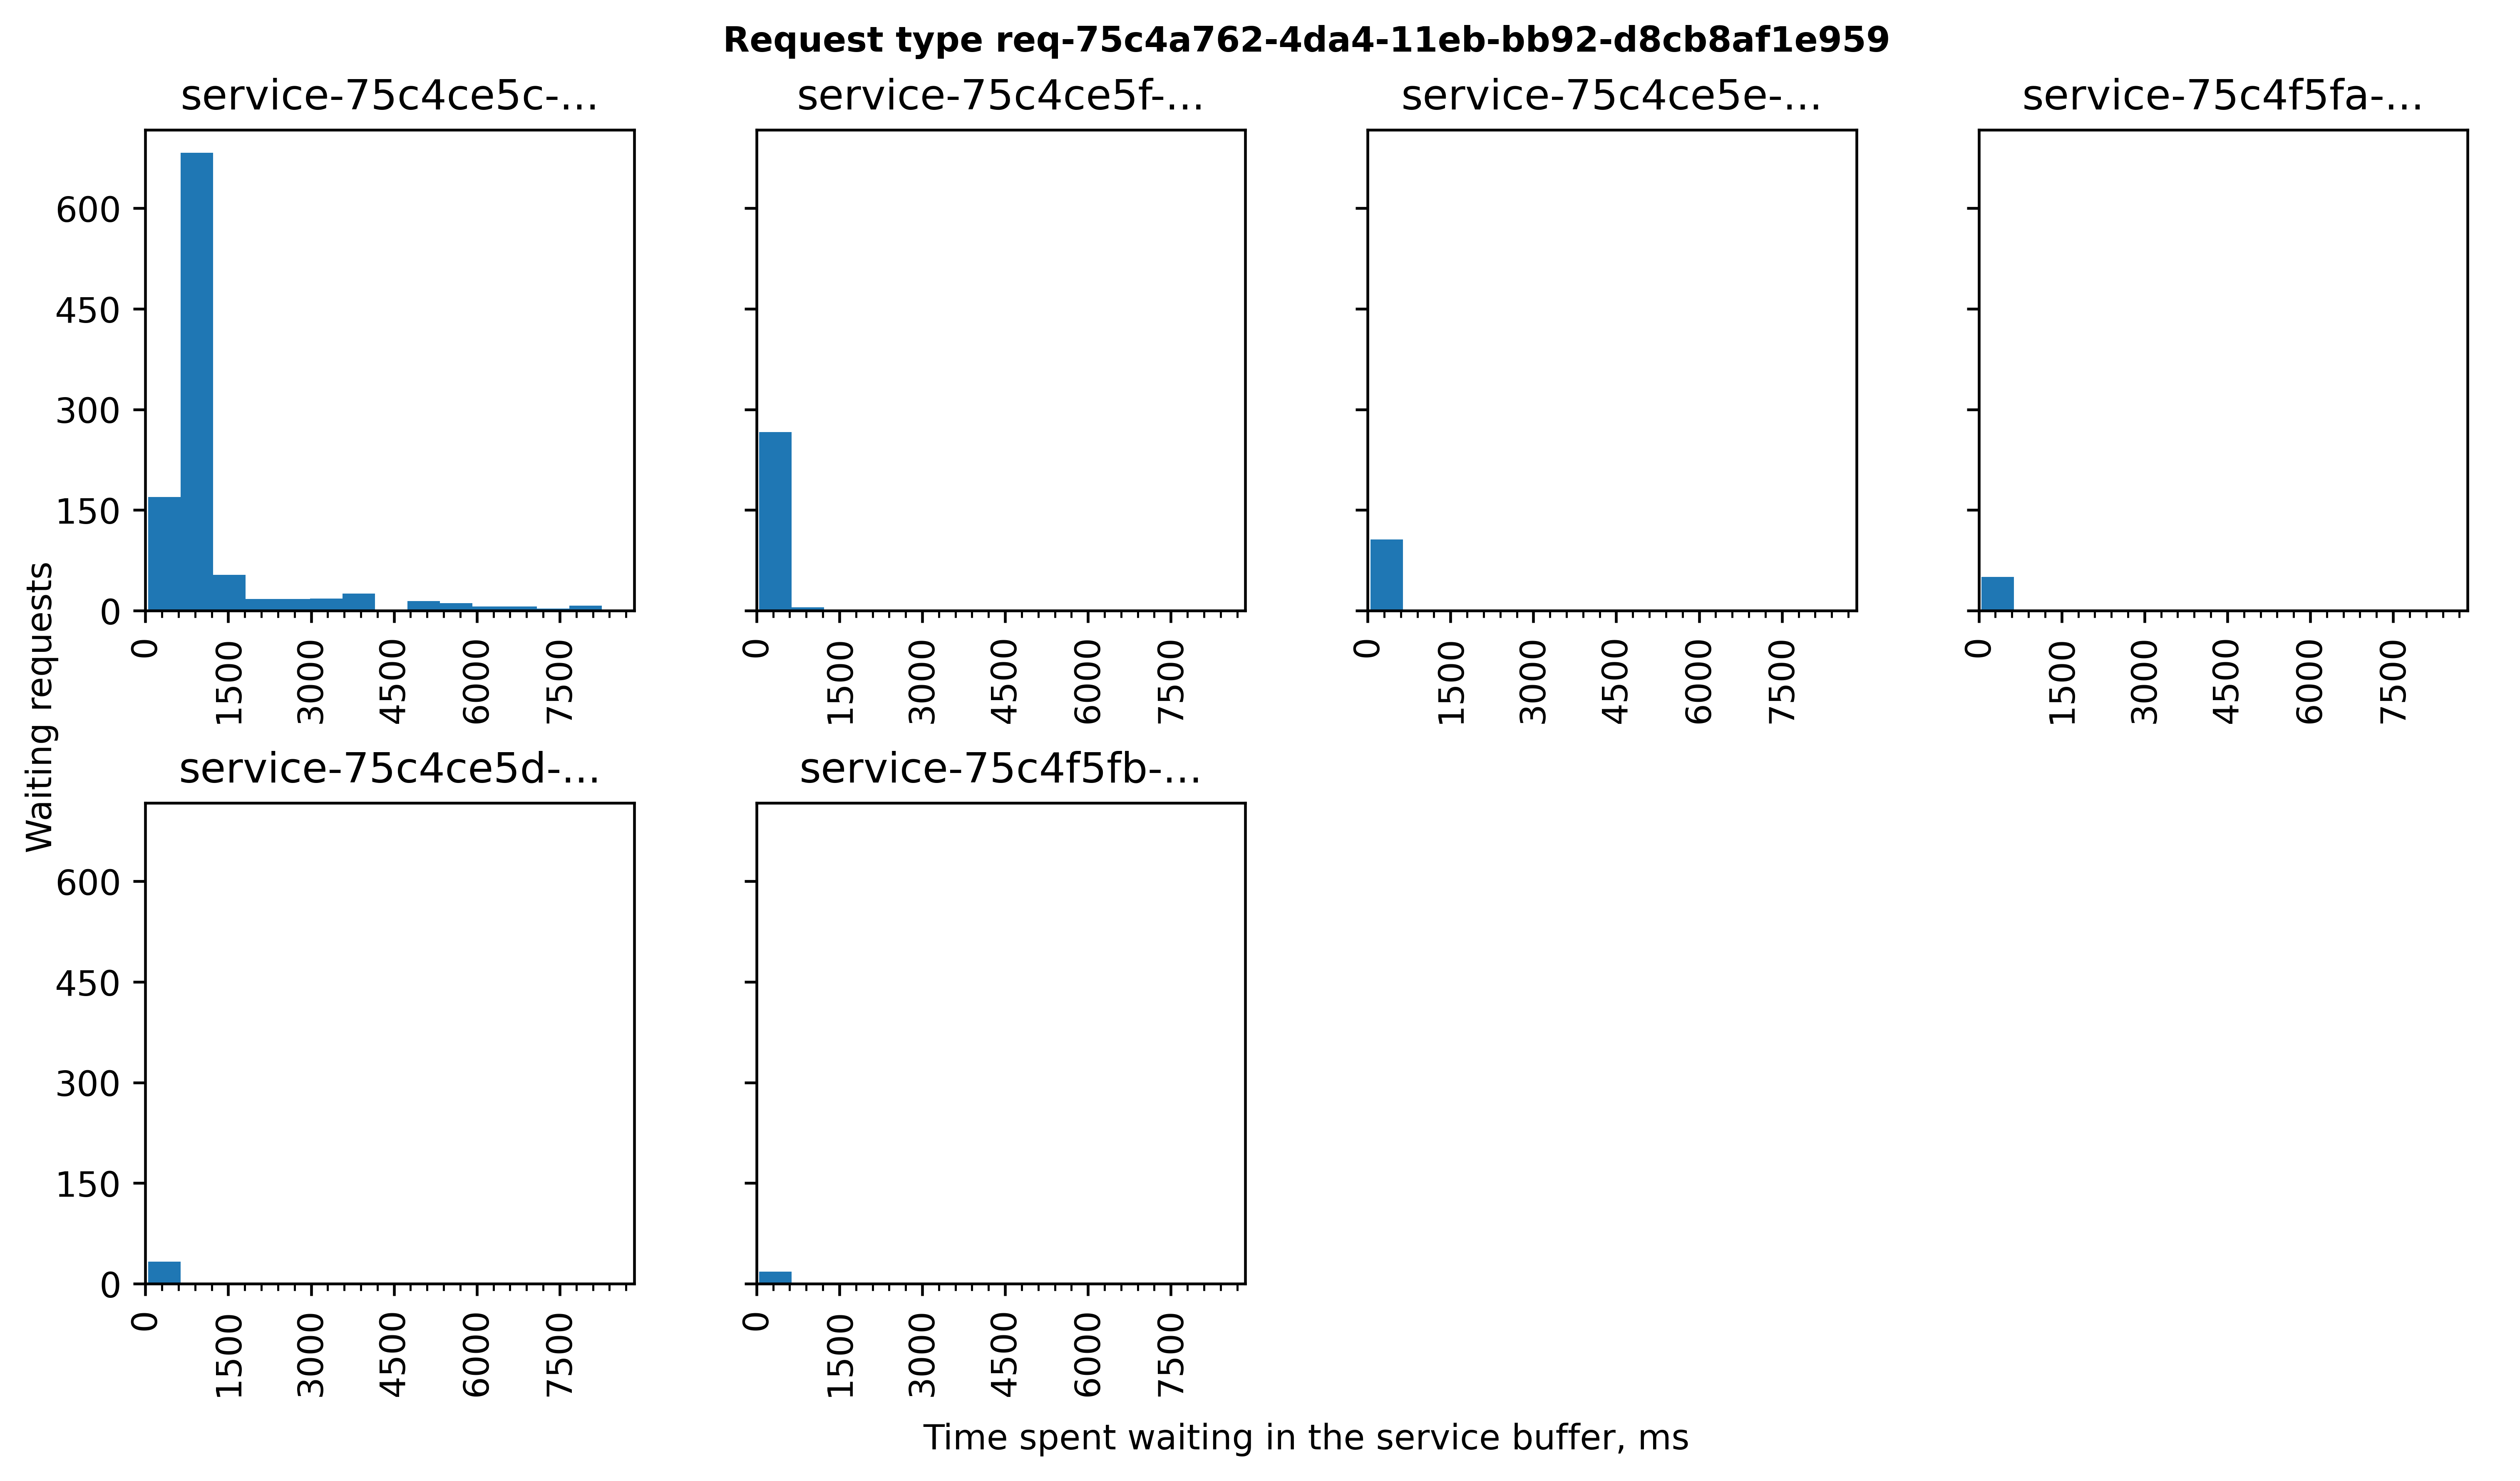 Request type req-75c4a762-4da4-11eb-bb92-d8cb8af1e959
service-75c4ce5c-...
service-75c4ce5f-...
service-75c4ce5e-...
service-75c4f5fa-...
600
450
300
150
0
0 1500 3000 4500 6000 7500
0 1500 3000 4500 6000 7500
0 1500 3000 4500 6000 7500
0 1500 3000 4500 6000 7500
Waiting requests
service-75c4ce5d-...
service-75c4f5fb-...
600
450
300
150
0
0 1500 3000 4500 6000 7500
0 1500 3000 4500 6000 7500
Time spent waiting in the service buffer, ms